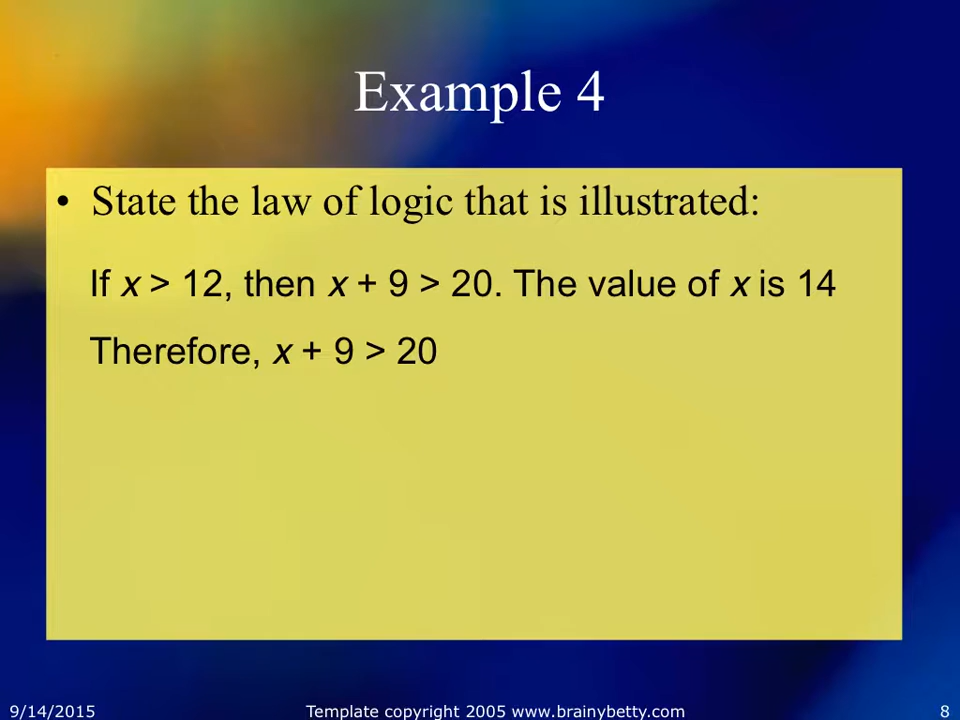 Example 4
• State the law of logic that is illustrated:
If x > 12, then x + 9 > 20. The value of x is 14
Therefore, x + 9 > 20
9/14/2015 Template copyright 2005 www.brainybetty.com 8